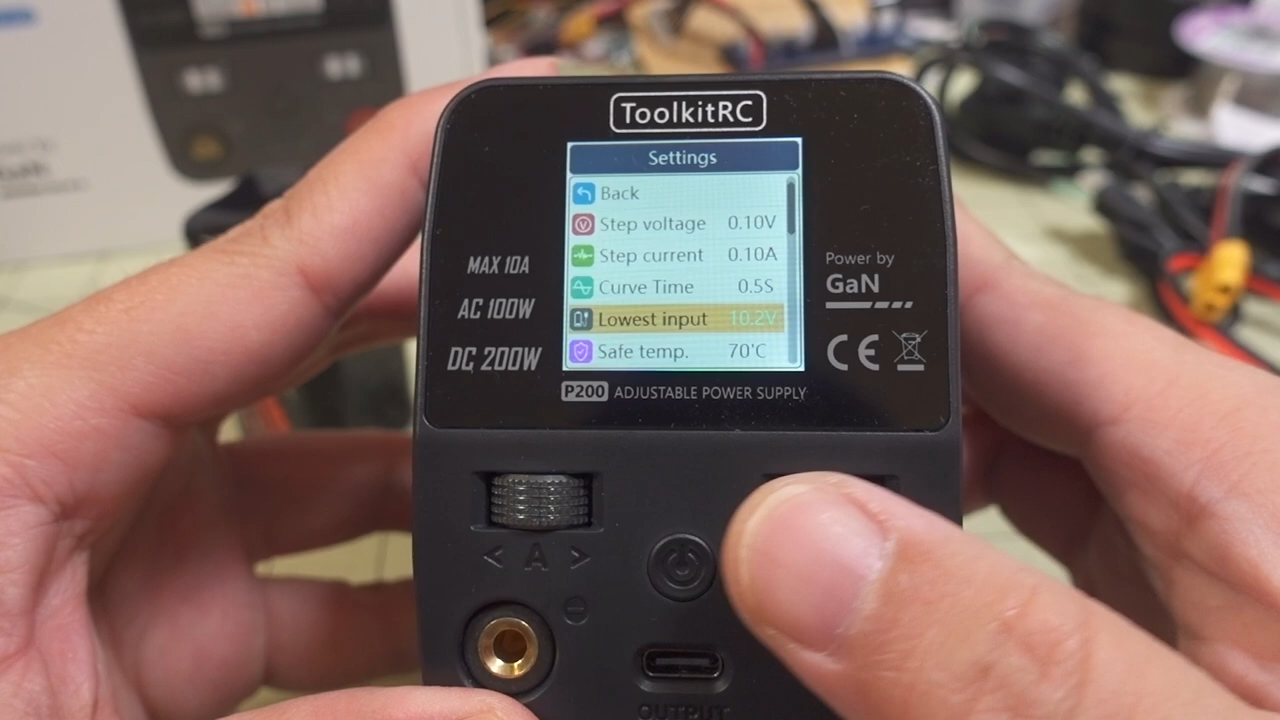 ToolkitRC
Settings
Back
Step voltage 0.10V
Step current 0.10A
Curve Time 0.5S
Lowest input 10.2V
Safe temp. 70°C
MAX 10A
AC 100W
DC 200W
Power by
GaN
CE
P200 ADJUSTABLE POWER SUPPLY
< A >
OUTPUT